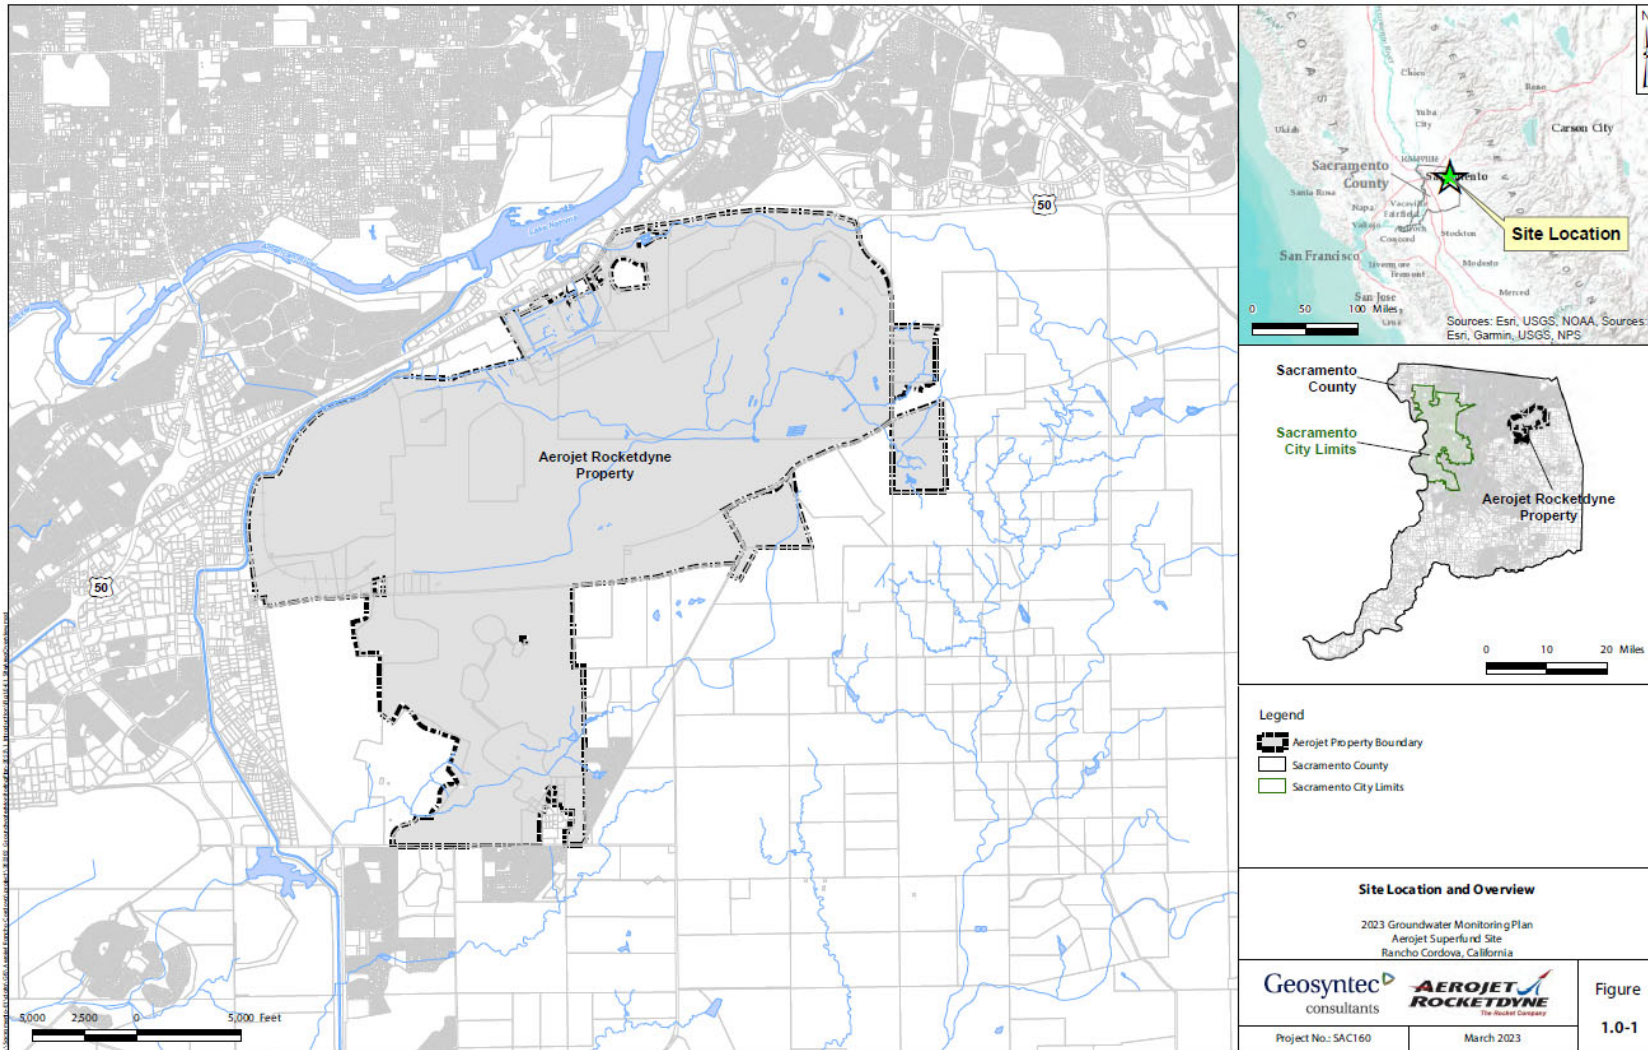 50
Lake Natoma
Aerojet Rocketdyne
Property
50
5,000 2,500 0 5,000 Feet
N
Chico
Reno
Yuba
City
Ukiah
Carson City
Roseville
Sacramento
County
Santa Rosa
Napa
Vacaville
Fairfield
Vallejo
Antioch
Concord
Stockton
Site Location
San Francisco
Livermore
Fremont
Modesto
San Jose
Merced
0 50 100 Miles
Sources: Esri, USGS, NOAA, Sources:
Esri, Garmin, USGS, NPS
Sacramento
County
Sacramento
City Limits
Aerojet Rocketdyne
Property
0 10 20 Miles
Legend
Aerojet Property Boundary
Sacramento County
Sacramento City Limits
Site Location and Overview
2023 Groundwater Monitoring Plan
Aerojet Superfund Site
Rancho Cordova, California
Geosyntec
consultants
AEROJET
ROCKETDYNE
The Rocket Company
Figure
1.0-1
Project No.: SAC160
March 2023